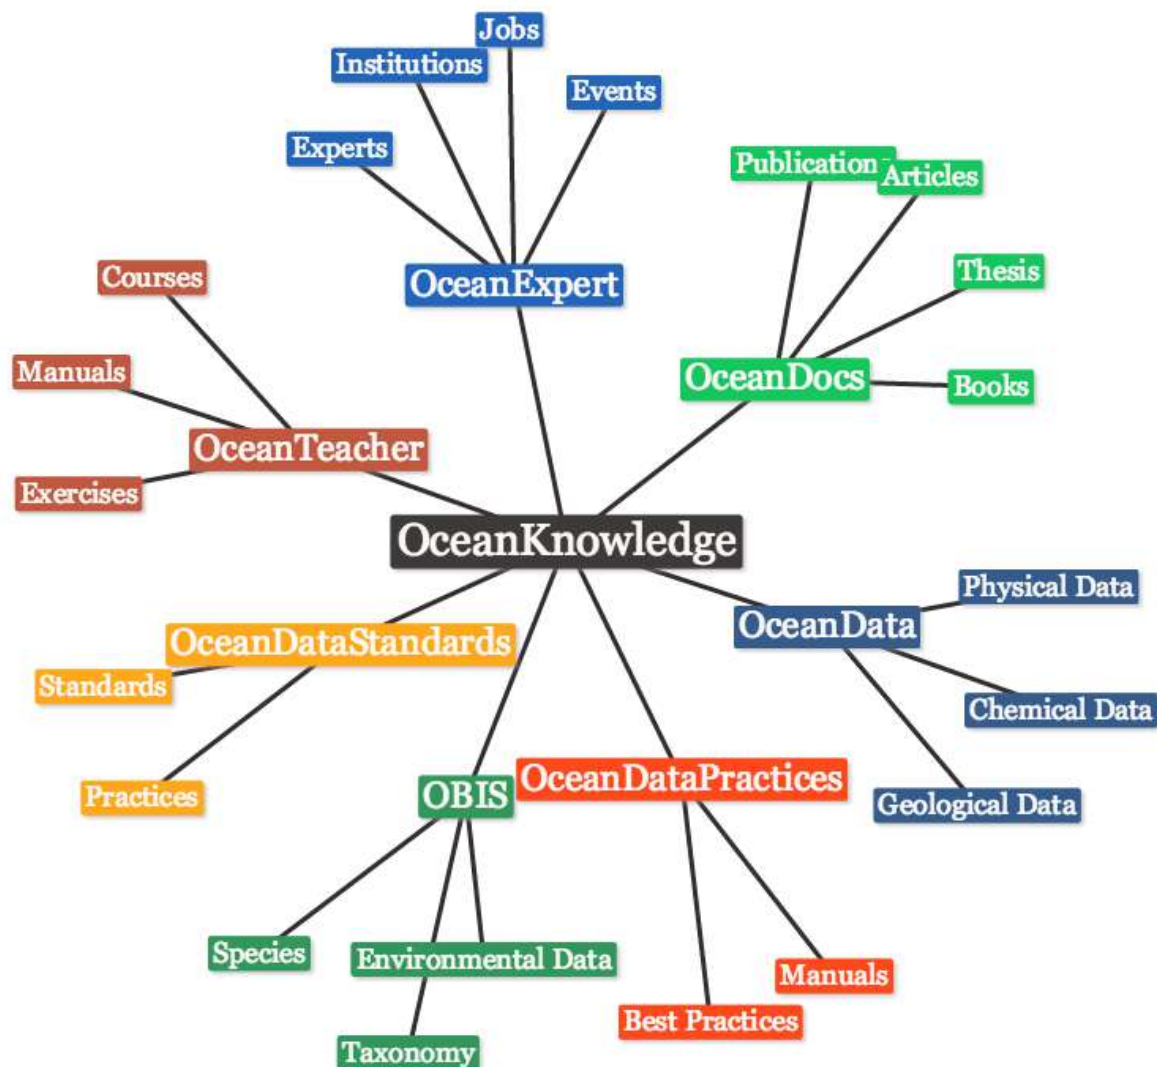 Jobs
Institutions
Events
Experts
Publication
Articles
OceanExpert
Courses
Thesis
Manuals
OceanDocs
Books
OceanTeacher
Exercises
OceanKnowledge
Physical Data
OceanData
OceanDataStandards
Standards
Chemical Data
OceanDataPractices
Practices
OBIS
Geological Data
Species
Environmental Data
Manuals
Best Practices
Taxonomy